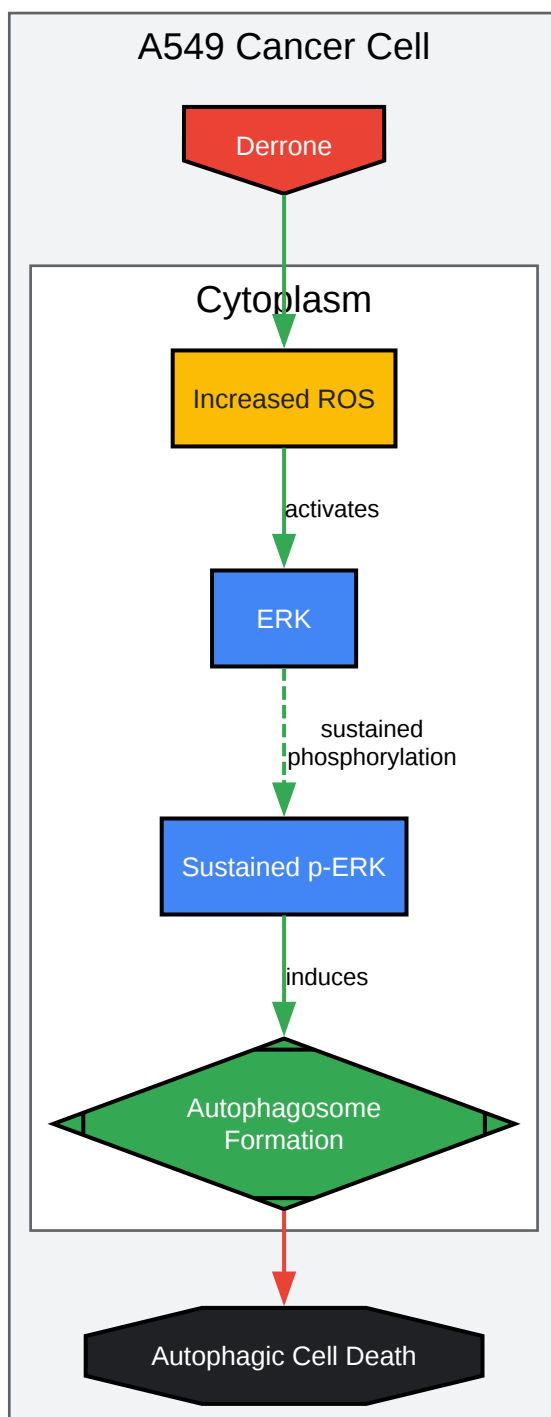 A549 Cancer Cell
Derrone
Cytoplasm
Increased ROS
activates
ERK
sustained
phosphorylation
Sustained p-ERK
induces
Autophagosome
Formation
Autophagic Cell Death